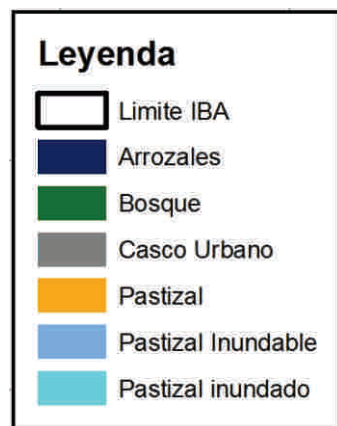 Leyenda
Limite IBA
Arrozales
Bosque
Casco Urbano
Pastizal
Pastizal Inundable
Pastizal inundado